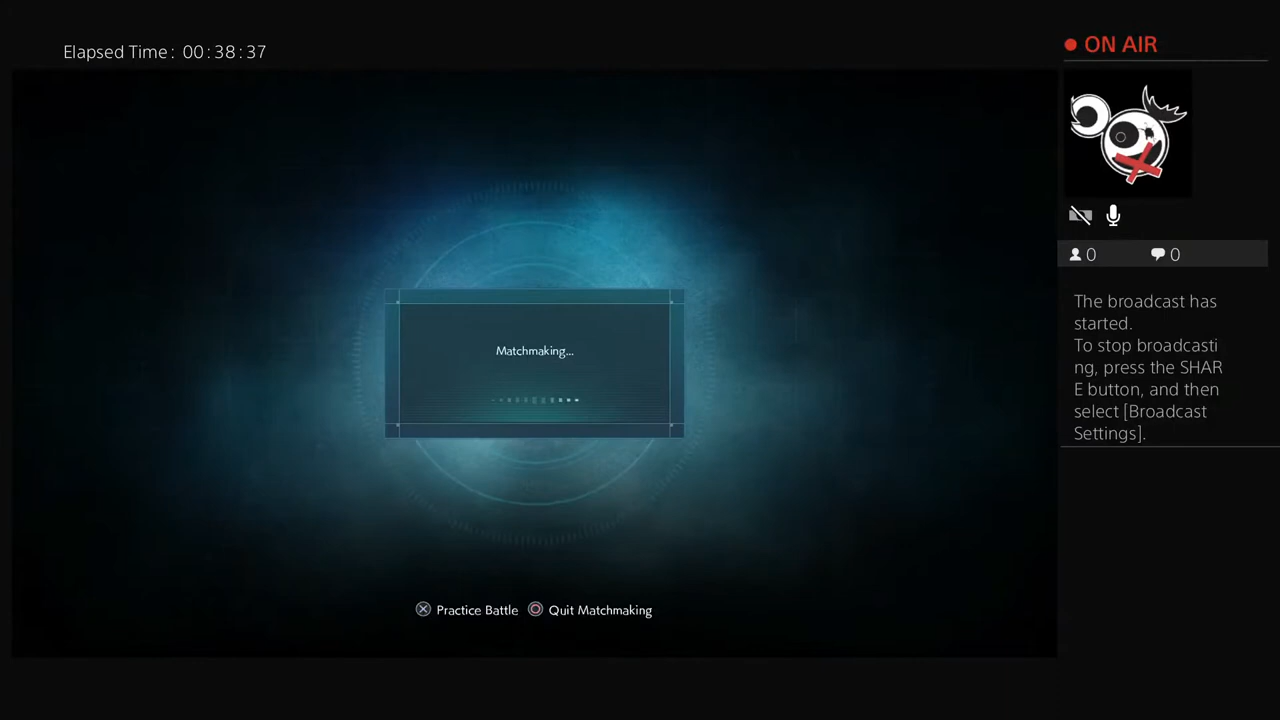 Elapsed Time: 00:38:37
ON AIR
0 0
The broadcast has
started.
To stop broadcasti
ng, press the SHAR
E button, and then
select [Broadcast
Settings].
Matchmaking...
Practice Battle Quit Matchmaking